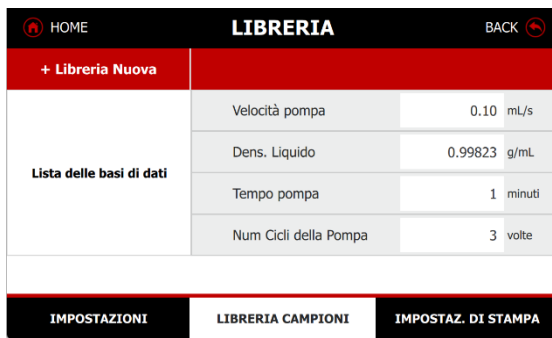 HOME
LIBRERIA
BACK
+ Libreria Nuova
Lista delle basi di dati
Velocità pompa 0.10 mL/s
Dens. Liquido 0.99823 g/mL
Tempo pompa 1 minuti
Num Cicli della Pompa 3 volte
IMPOSTAZIONI
LIBRERIA CAMPIONI
IMPOSTAZ. DI STAMPA